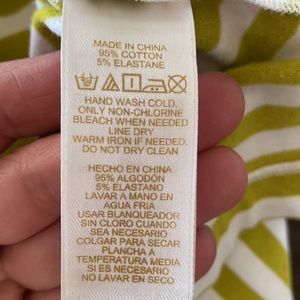 MADE IN CHINA
95% COTTON
5% ELASTANE
HAND WASH COLD,
ONLY NON-CHLORINE
BLEACH WHEN NEEDED
LINE DRY
WARM IRON IF NEEDED.
DO NOT DRY CLEAN
HECHO EN CHINA
95% ALGODÓN
5% ELASTANO
LAVAR A MANO EN
AGUA FRIA
USAR BLANQUEADOR
SIN CLORO CUANDO
SEA NECESARIO
COLGAR PARA SECAR
PLANCHA A
TEMPERATURA MEDIA
SI ES NECESARIO
NO LAVAR EN SECO